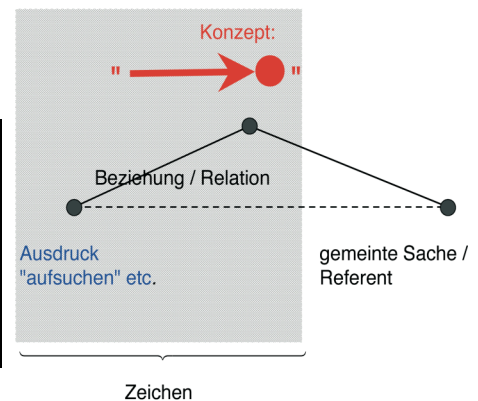 Konzept:
" "
Beziehung / Relation
Ausdruck
"aufsuchen" etc.
gemeinte Sache /
Referent
Zeichen